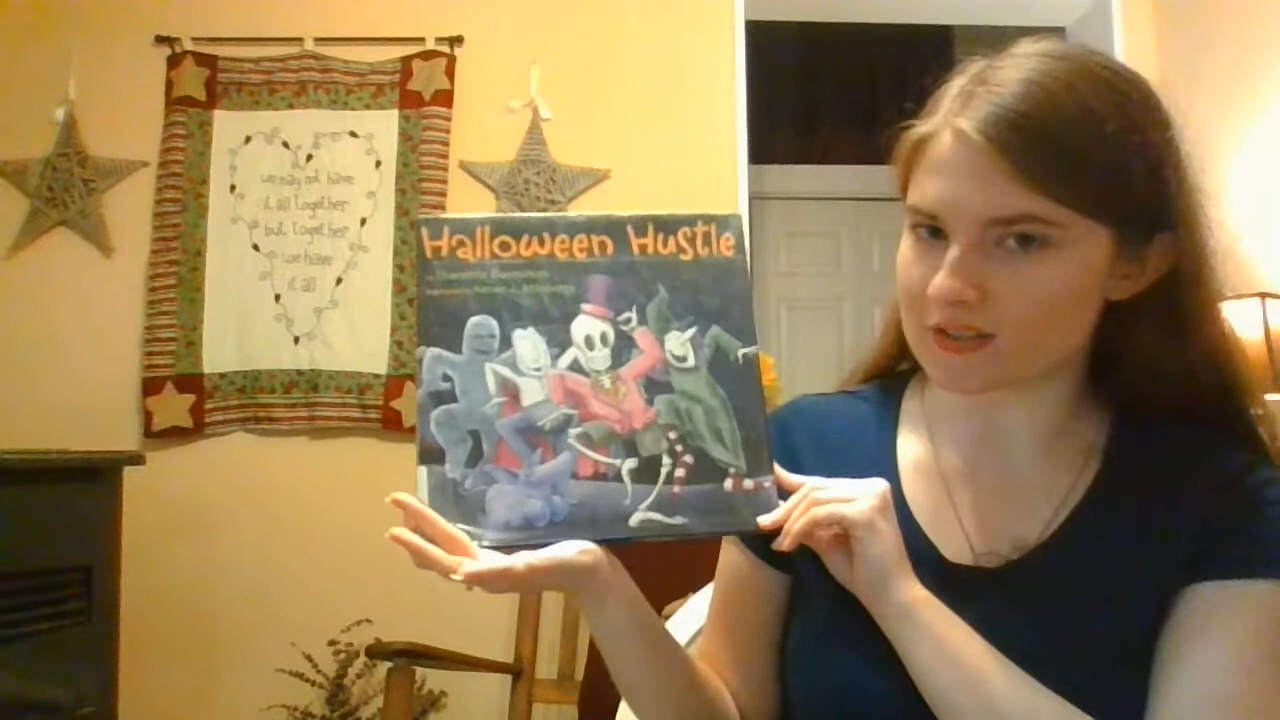 we may not have
it all together
but together
we have
it all
Halloween Hustle